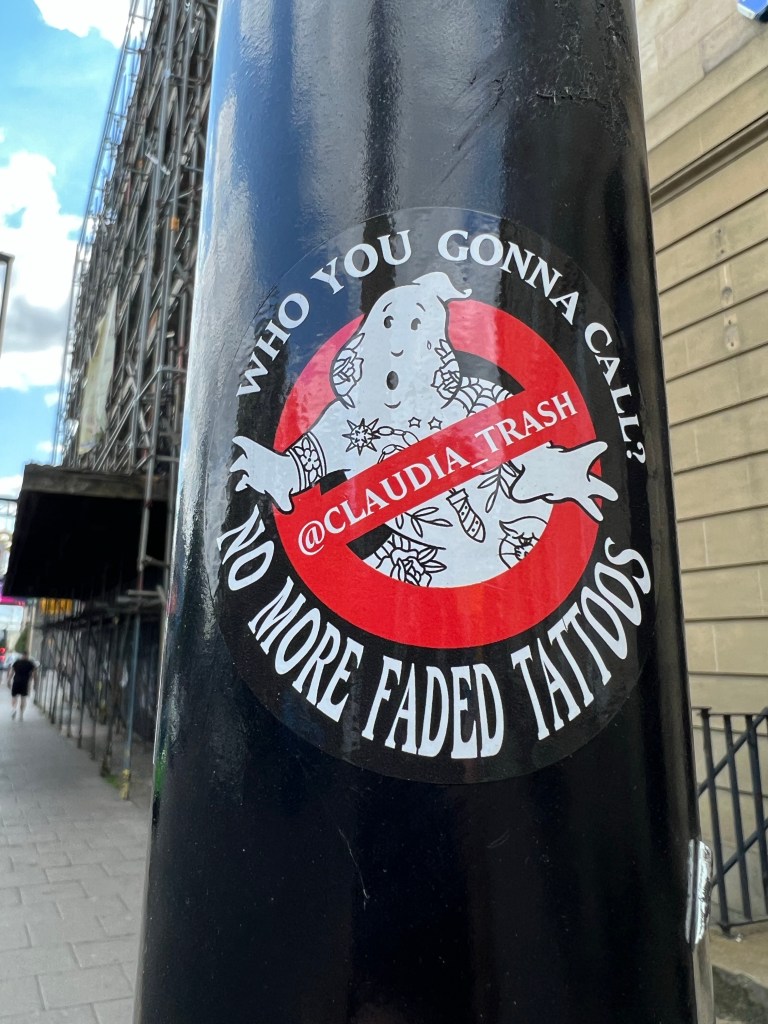 WHO YOU GONNA CALL?
@CLAUDIA_TRASH
NO MORE FADED TATTOOS